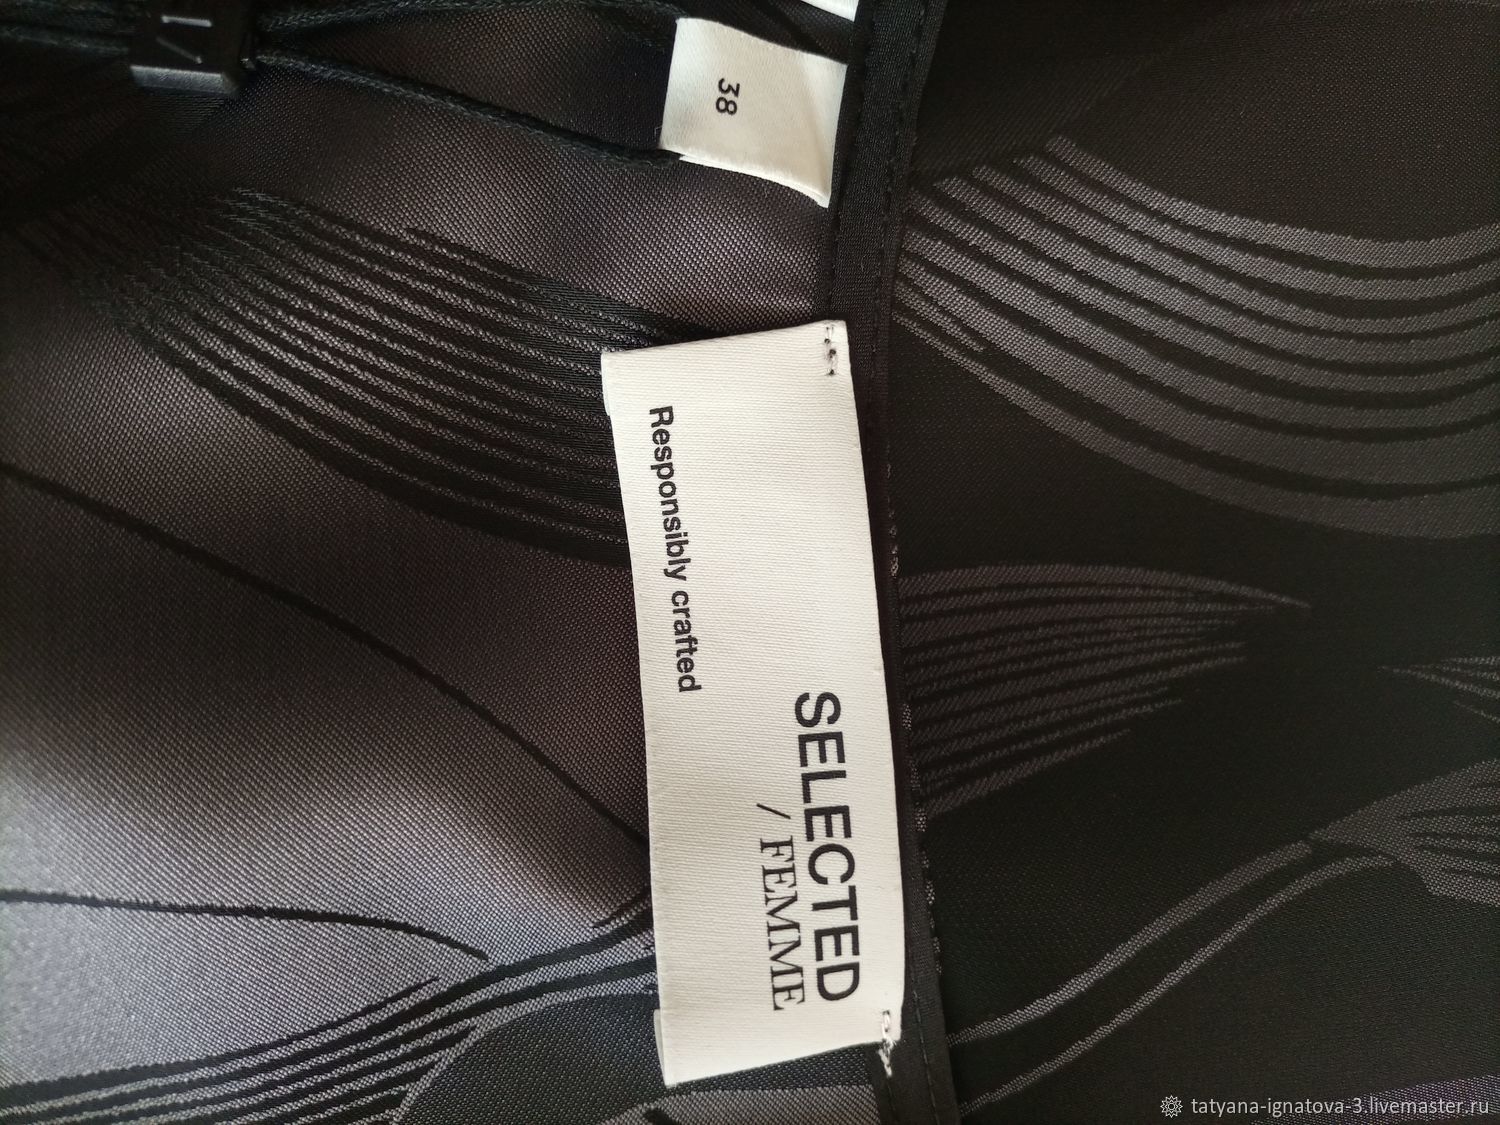 38
SELECTED
/ FEMME
Responsibly crafted
tatyana-ignatova-3.livemaster.ru